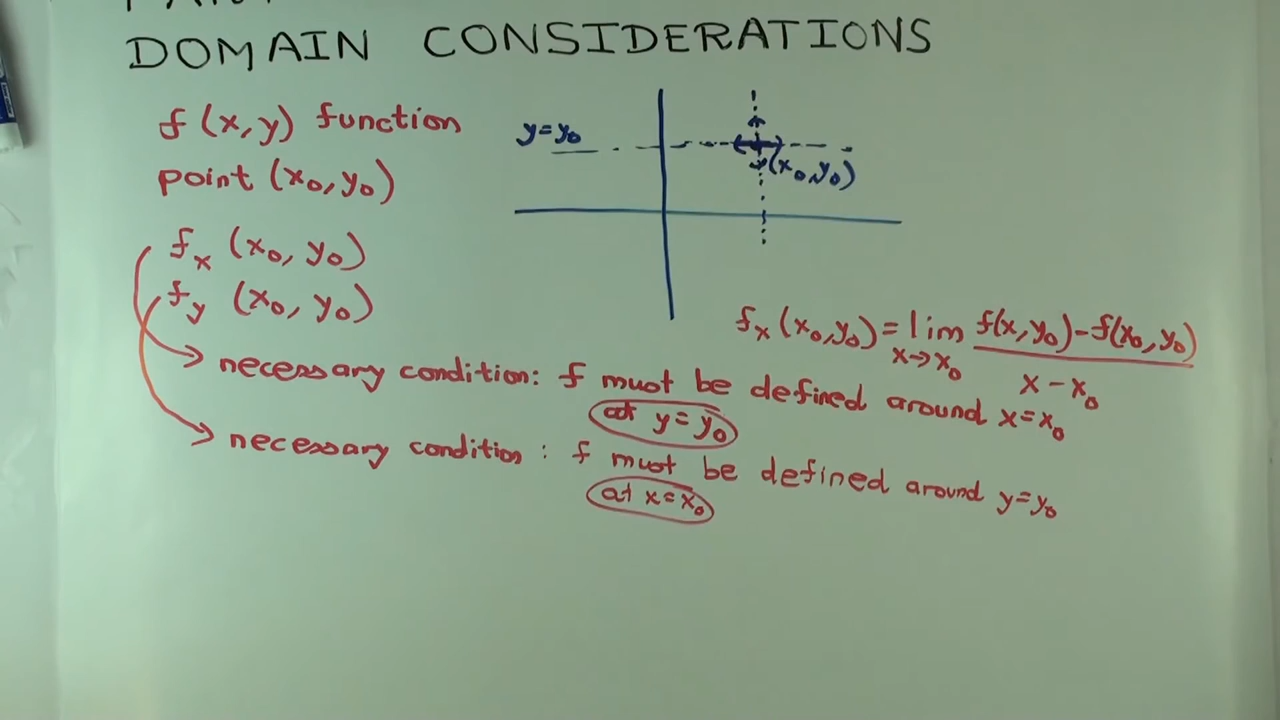 DOMAIN CONSIDERATIONS
f(x,y) function
point (x₀,y₀)
y=y₀
(x₀,y₀)
fₓ (x₀, y₀)
f_y (x₀, y₀)
fₓ(x₀,y₀) = lim x→x₀ f(x,y₀)-f(x₀,y₀) / x-x₀
necessary condition: f must be defined around x=x₀
at y=y₀
necessary condition: f must be defined around y=y₀
at x=x₀